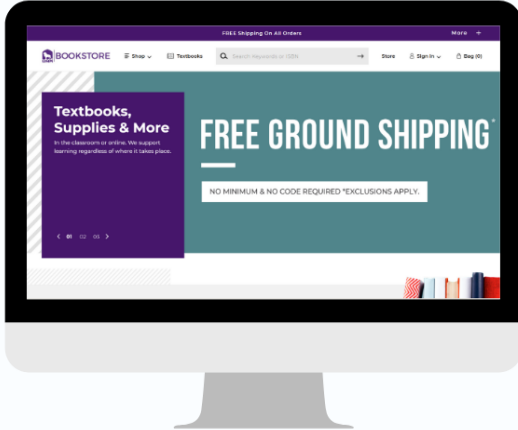 FREE Shipping On All Orders
More +
BOOKSTORE
Shop
Textbooks
Search Keywords or ISBN
Store
Sign In
Bag (0)
Textbooks,
Supplies & More
In the classroom or online. We support
learning regardless of where it takes place.
01 02 03
FREE GROUND SHIPPING*
NO MINIMUM & NO CODE REQUIRED *EXCLUSIONS APPLY.